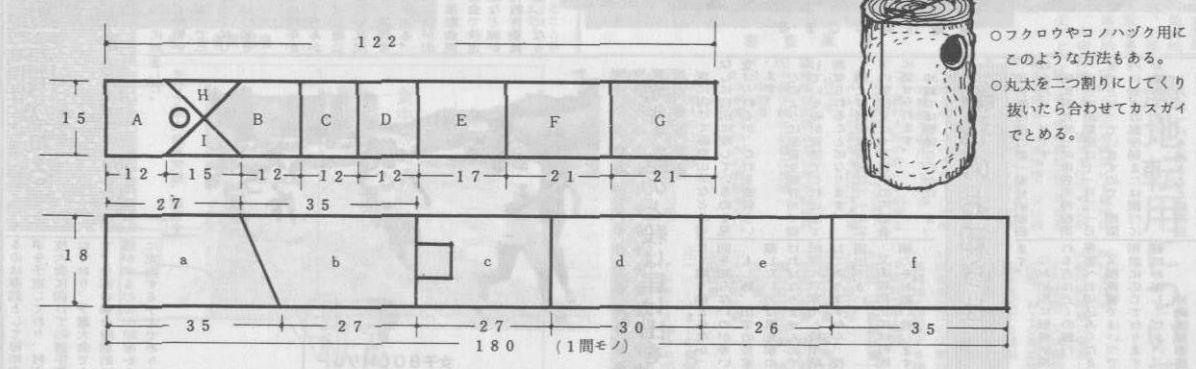 122
15
A
H
I
B
C
D
E
F
G
12 15 12 12 12 17 21 21
27 35
18
a
b
c
d
e
f
35 27 27 30 26 35
180 (1間モノ)
○フクロウやコノハヅク用に
このような方法もある。
○丸太を二つ割りにしてくり
抜いたら合わせてカスガイ
でとめる。